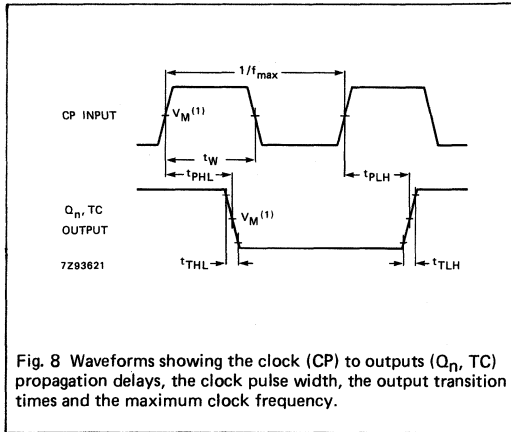 1/fmax
CP INPUT
VM(1)
tW
tPHL
tPLH
Qn, TC
OUTPUT
VM(1)
7Z93621
tTHL
tTLH
Fig. 8 Waveforms showing the clock (CP) to outputs (Qn, TC)
propagation delays, the clock pulse width, the output transition
times and the maximum clock frequency.